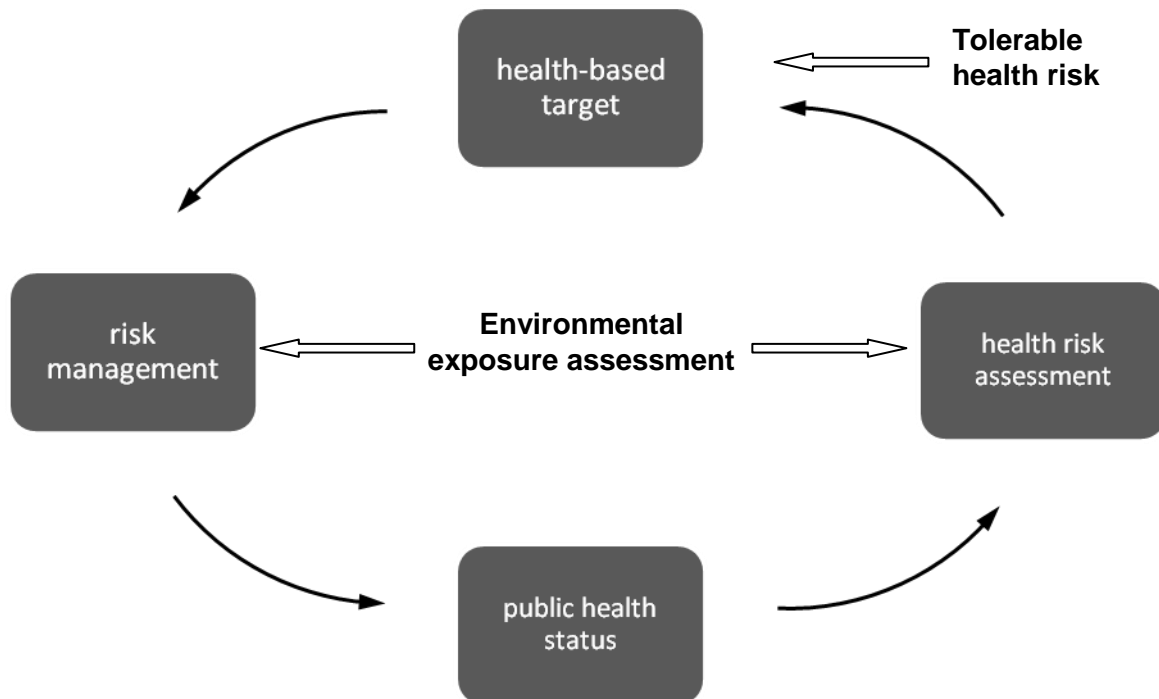 health-based
target
Tolerable
health risk
risk
management
Environmental
exposure assessment
health risk
assessment
public health
status